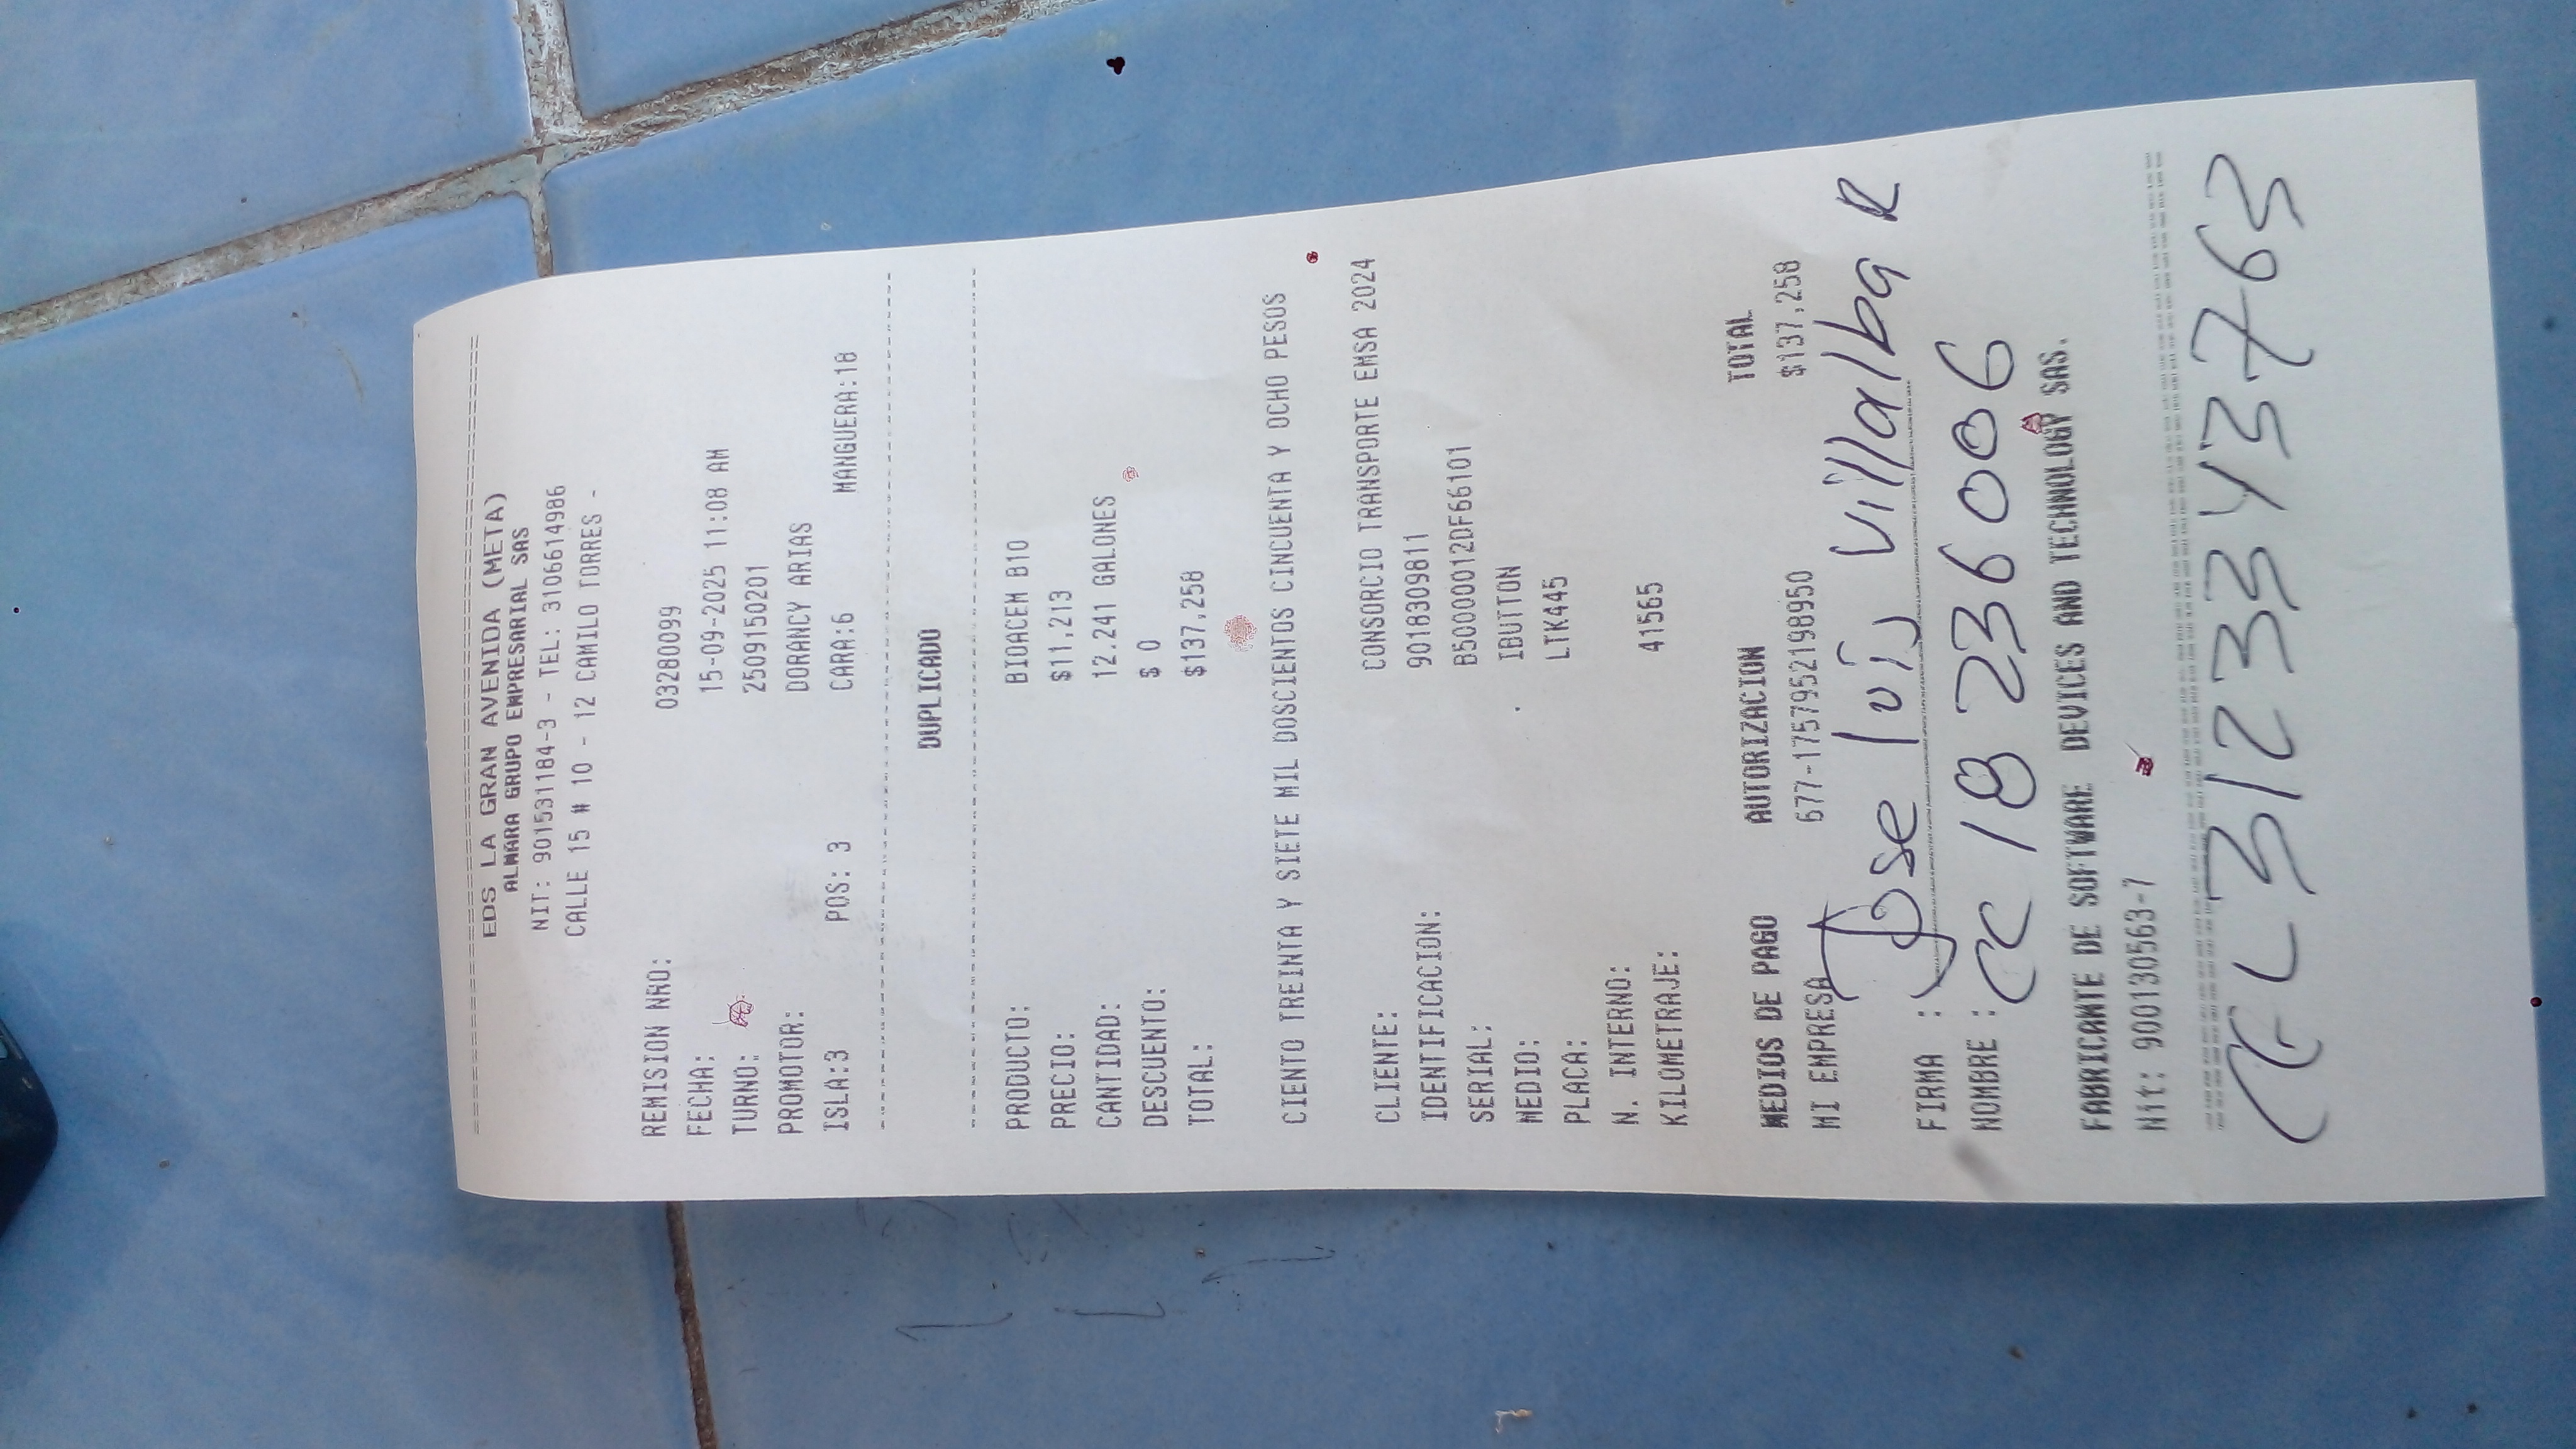 EDS LA GRAN AVENIDA (META)
ALMARA GRUPO EMPRESARIAL SAS
NIT: 901531184-3 - TEL: 3106614986
CALLE 15 # 10 - 12 CAMILO TORRES -
REMISION NRO: 03280099
FECHA: 15-09-2025 11:08 AM
TURNO: 2509150201
PROMOTOR: DORANCY ARIAS
ISLA:3 POS: 3 CARA:6 MANGUERA:18
DUPLICADO
PRODUCTO: BIOACEM B10
PRECIO: $11,213
CANTIDAD: 12.241 GALONES
DESCUENTO: $ 0
TOTAL: $137,258
CIENTO TREINTA Y SIETE MIL DOSCIENTOS CINCUENTA Y OCHO PESOS
CLIENTE: CONSORCIO TRANSPORTE EMSA 2024
IDENTIFICACION: 9018309811
SERIAL: B50000012DF66101
MEDIO: IBUTTON
PLACA: LTK445
N. INTERNO:
KILOMETRAJE: 41565
MEDIOS DE PAGO AUTORIZACION TOTAL
MI EMPRESA 677-1757952198950 $137,258
FIRMA : Jose luis Villalba R
NOMBRE : CC 18 236006
FABRICANTE DE SOFTWARE DEVICES AND TECHNOLOGY SAS.
Nit: 900130563-7
3123343763